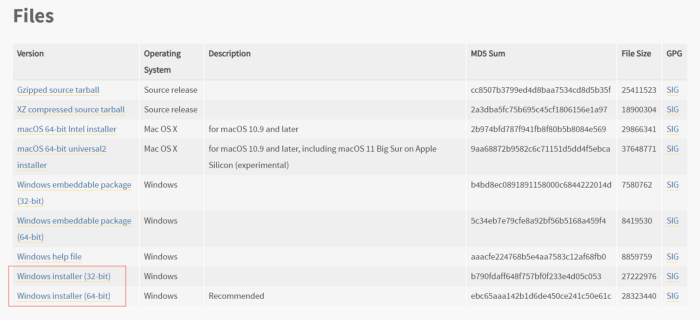 Files
Version Operating System Description MD5 Sum File Size GPG
Gzipped source tarball Source release cc8507b3799ed4d8baa7534cd8d5b35f 25411523 SIG
XZ compressed source tarball Source release 2a3dba5fc75b695c45cf1806156e1a97 18900304 SIG
macOS 64-bit Intel installer Mac OS X for macOS 10.9 and later 2b974bfd787f941fb8f80b5b8084e569 29866341 SIG
macOS 64-bit universal2 installer Mac OS X for macOS 10.9 and later, including macOS 11 Big Sur on Apple Silicon (experimental) 9aa68872b9582c6c71151d5dd4f5ebca 37648771 SIG
Windows embeddable package (32-bit) Windows b4bd8ec0891891158000c6844222014d 7580762 SIG
Windows embeddable package (64-bit) Windows 5c34eb7e79cfe8a92bf56b5168a459f4 8419530 SIG
Windows help file Windows aaacfe224768b5e4aa7583c12af68fb0 8859759 SIG
Windows installer (32-bit) Windows b790fdaff648f757bf0f233e4d05c053 27222976 SIG
Windows installer (64-bit) Windows Recommended ebc65aaa142b1d6de450ce241c50e61c 28323440 SIG